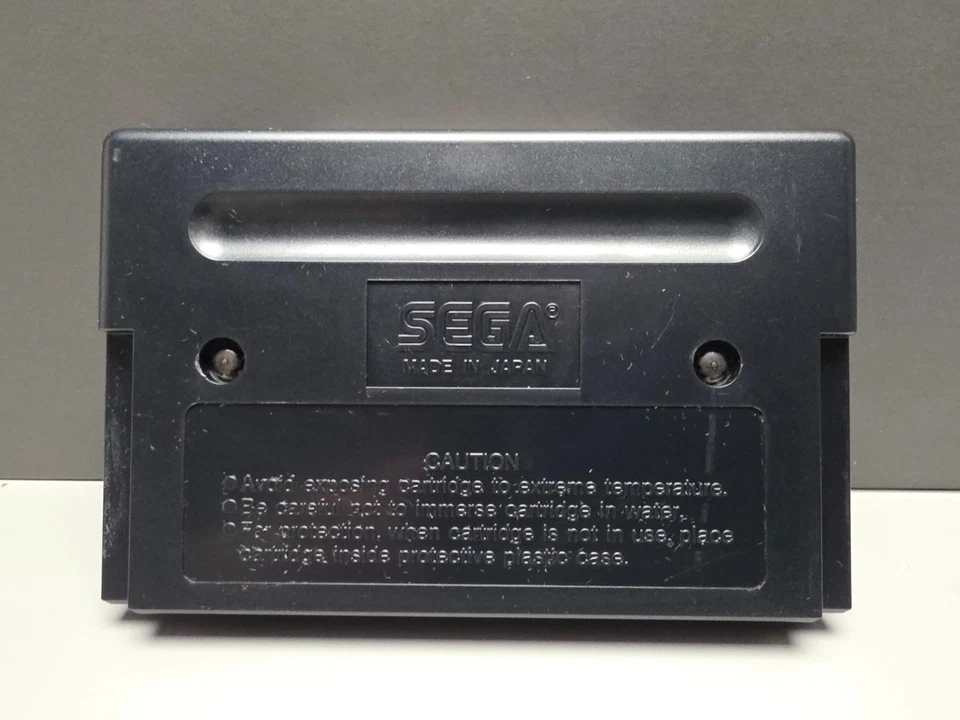 SEGA®
MADE IN JAPAN
CAUTION
○ Avoid exposing cartridge to extreme temperature.
○ Be careful not to immerse cartridge in water.
○ For protection, when cartridge is not in use, place
cartridge inside protective plastic case.